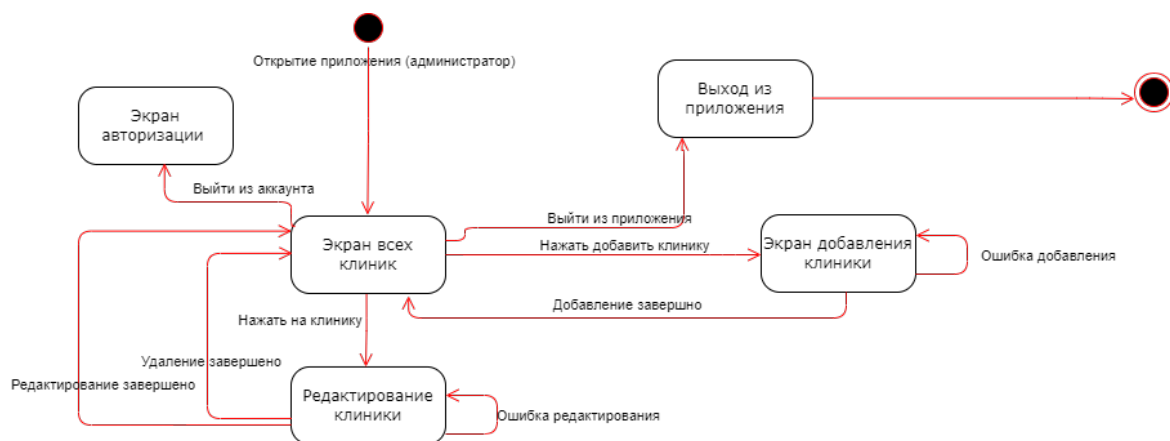 Открытие приложения (администратор)
Выход из
приложения
Экран
авторизации
Выйти из аккаунта
Выйти из приложения
Экран всех
клиник
Нажать добавить клинику
Экран добавления
клиники
Ошибка добавления
Добавление завершно
Нажать на клинику
Удаление завершено
Редактирование завершено
Редактирование
клиники
Ошибка редактирования